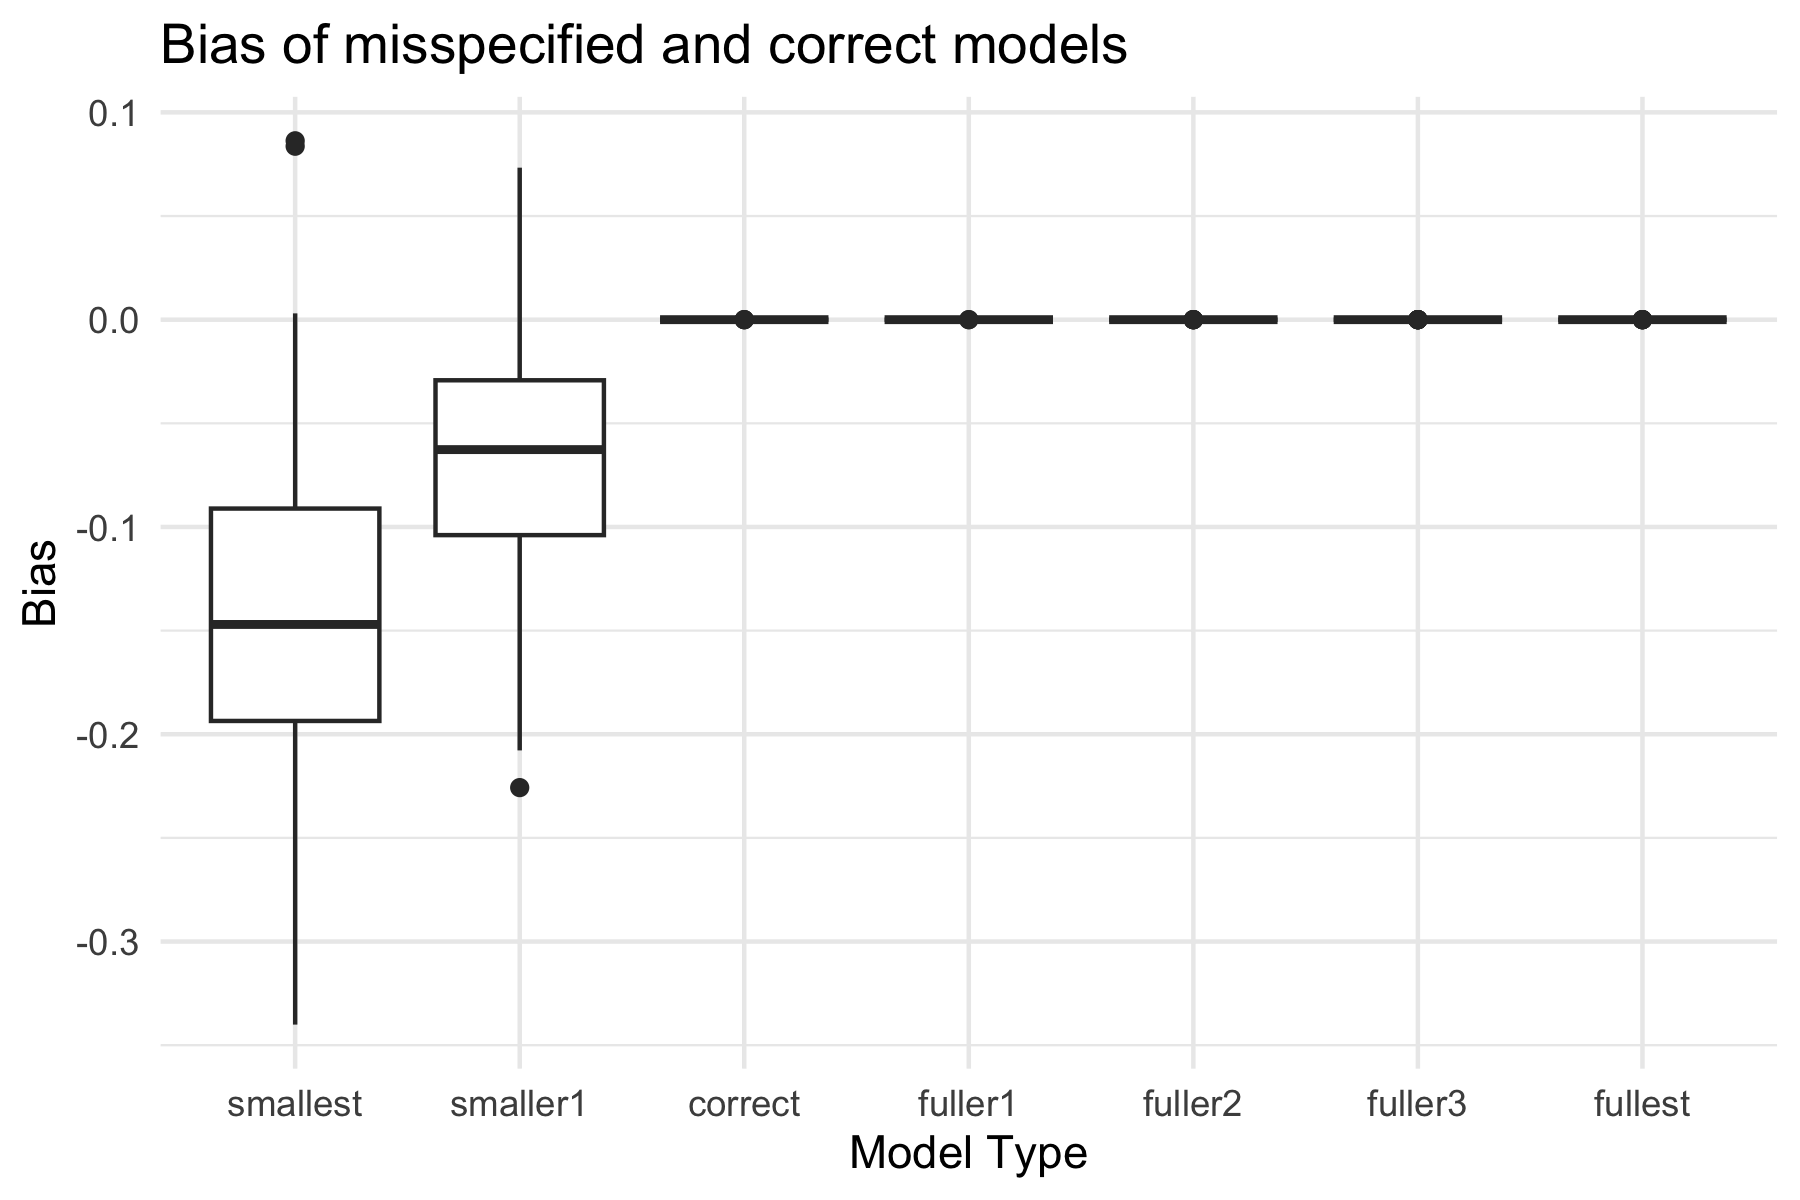 Bias of misspecified and correct models
0.1
0.0
-0.1
-0.2
-0.3
Bias
smallest smaller1 correct fuller1 fuller2 fuller3 fullest
Model Type